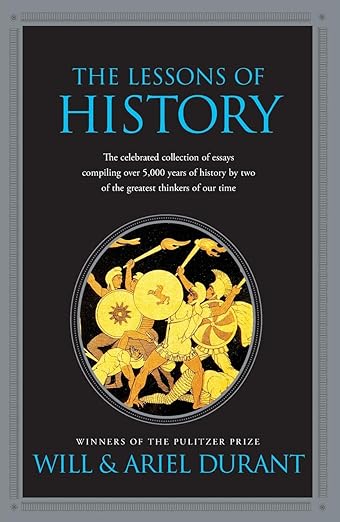 THE LESSONS OF
HISTORY
The celebrated collection of essays
compiling over 5,000 years of history by two
of the greatest thinkers of our time
WINNERS OF THE PULITZER PRIZE
WILL & ARIEL DURANT